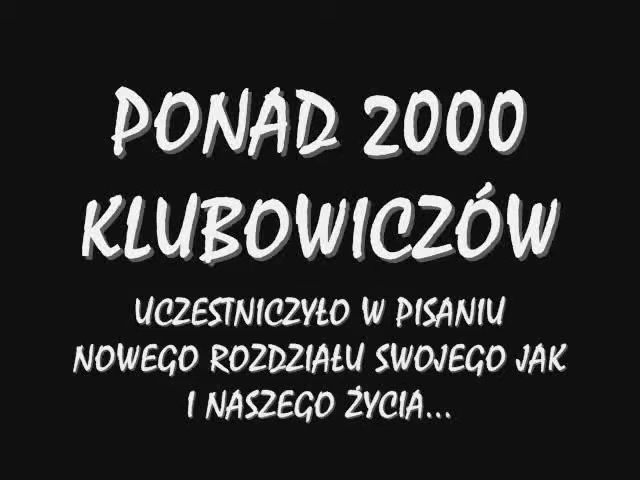 PONAD 2000
KLUBOWICZÓW
UCZESTNICZYŁO W PISANIU
NOWEGO ROZDZIAŁU SWOJEGO JAK
I NASZEGO ŻYCIA...